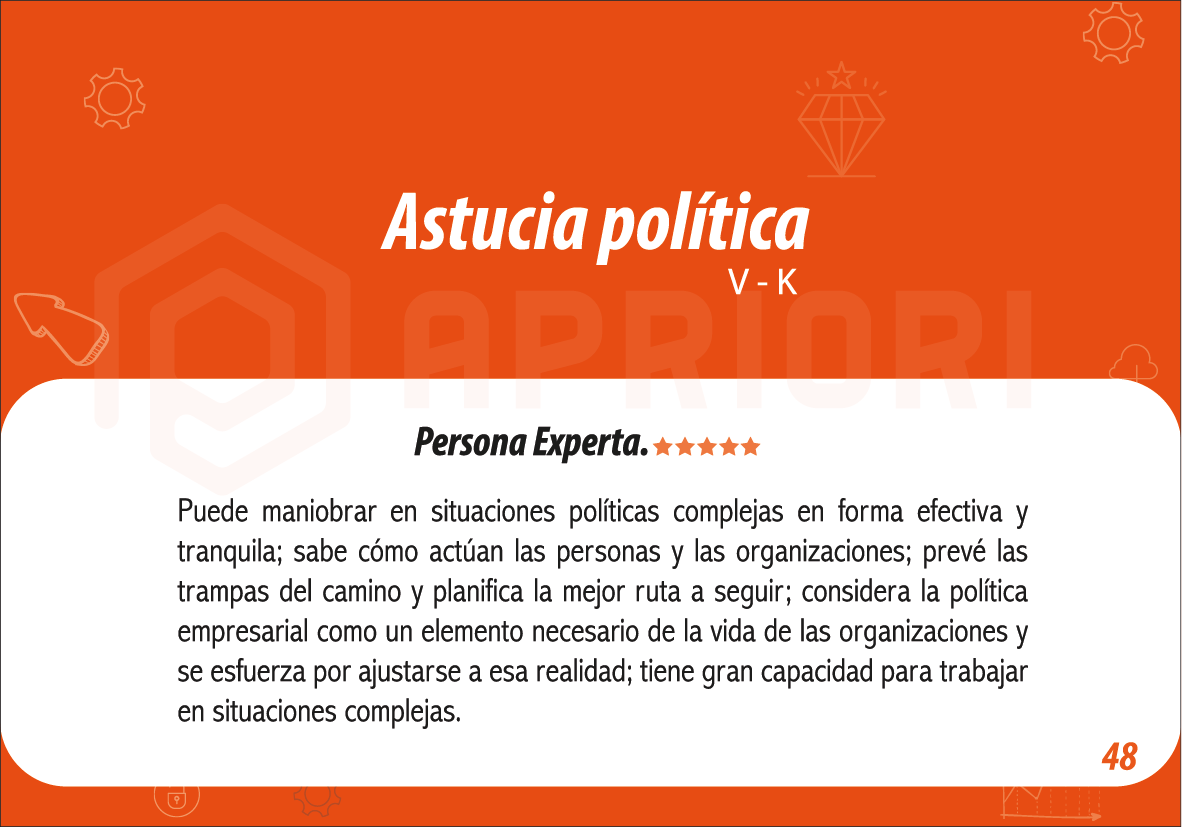 Astucia política
V - K
APRIORI
Persona Experta.
Puede maniobrar en situaciones políticas complejas en forma efectiva y
tranquila; sabe cómo actúan las personas y las organizaciones; prevé las
trampas del camino y planifica la mejor ruta a seguir; considera la política
empresarial como un elemento necesario de la vida de las organizaciones y
se esfuerza por ajustarse a esa realidad; tiene gran capacidad para trabajar
en situaciones complejas.
48